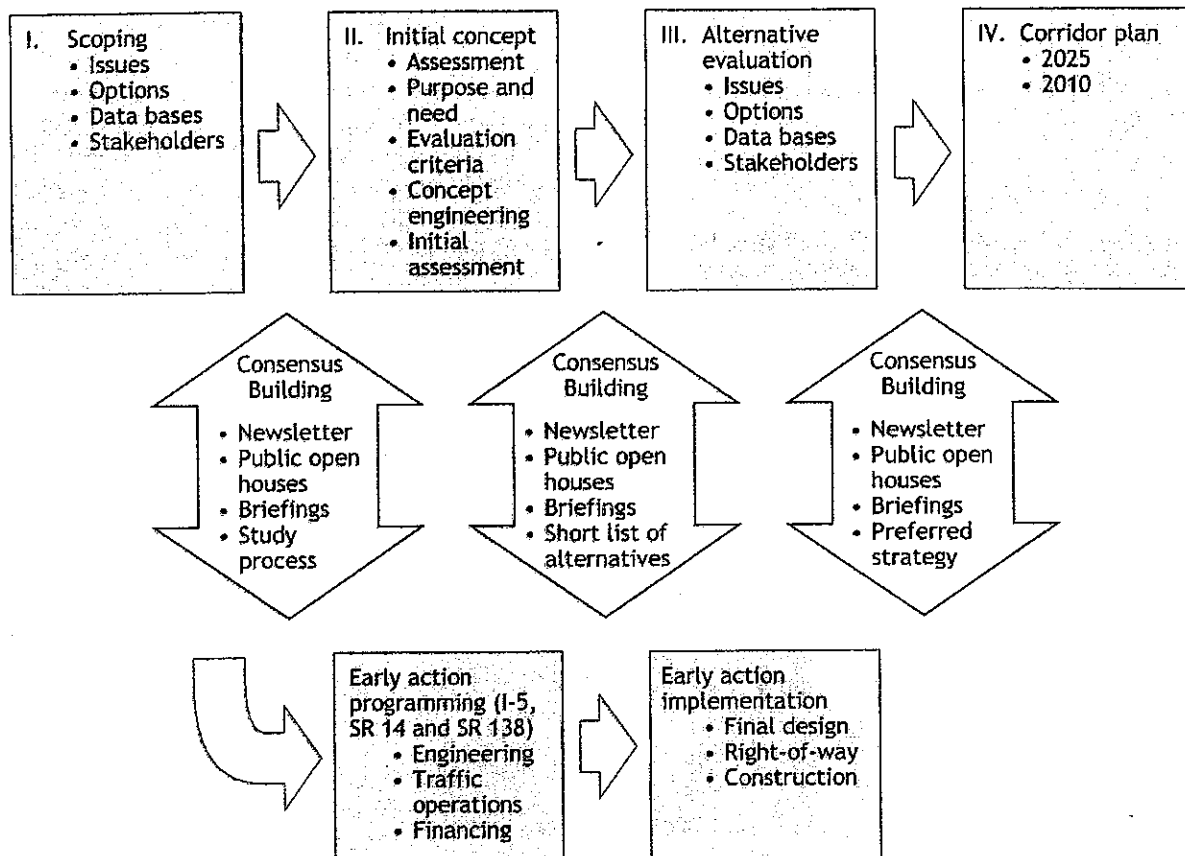 I. Scoping
• Issues
• Options
• Data bases
• Stakeholders
II. Initial concept
• Assessment
• Purpose and
need
• Evaluation
criteria
• Concept
engineering
• Initial
assessment
III. Alternative
evaluation
• Issues
• Options
• Data bases
• Stakeholders
IV. Corridor plan
• 2025
• 2010
Consensus
Building
• Newsletter
• Public open
houses
• Briefings
• Study
process
Consensus
Building
• Newsletter
• Public open
houses
• Briefings
• Short list of
alternatives
Consensus
Building
• Newsletter
• Public open
houses
• Briefings
• Preferred
strategy
Early action
programming (I-5,
SR 14 and SR 138)
• Engineering
• Traffic
operations
• Financing
Early action
implementation
• Final design
• Right-of-way
• Construction